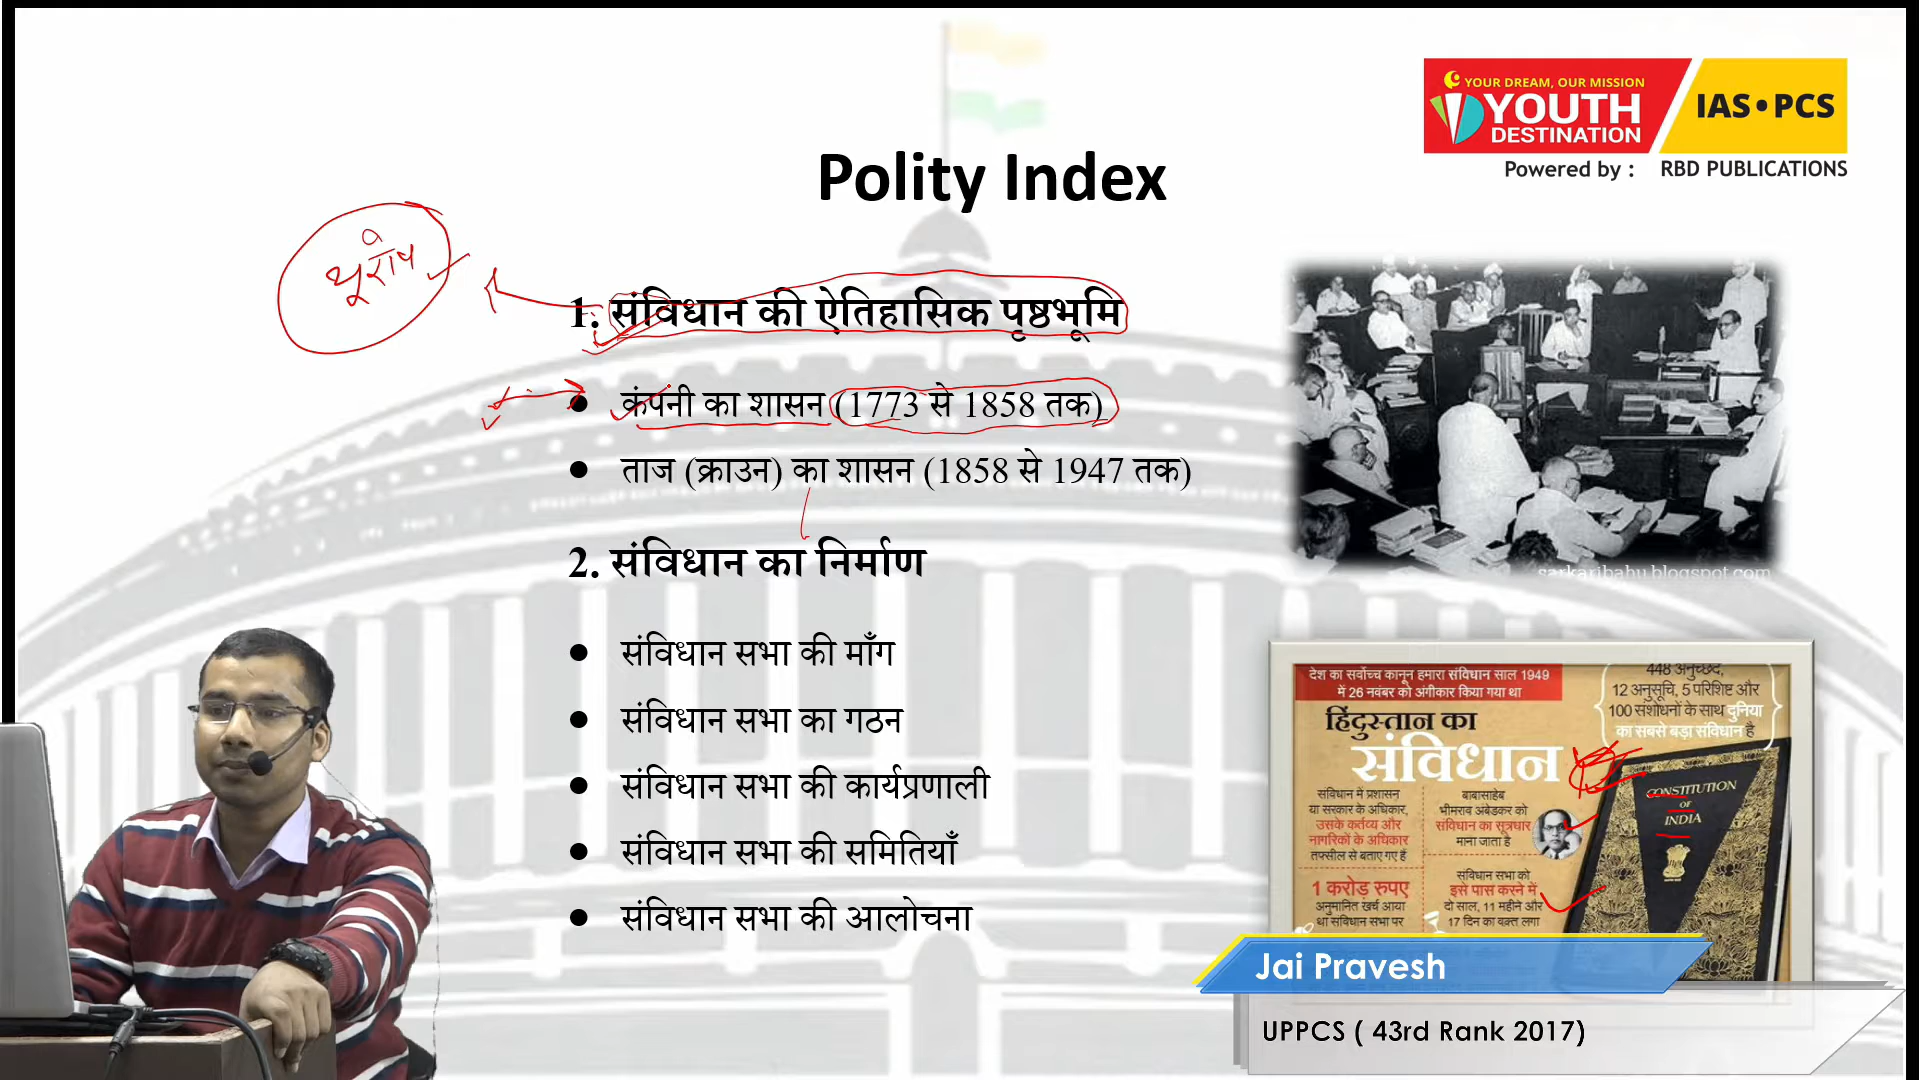 YOUR DREAM, OUR MISSION
YOUTH
DESTINATION
IAS•PCS
Powered by : RBD PUBLICATIONS
Polity Index
यूरोप
1. संविधान की ऐतिहासिक पृष्ठभूमि
● कंपनी का शासन (1773 से 1858 तक)
● ताज (क्राउन) का शासन (1858 से 1947 तक)
2. संविधान का निर्माण
● संविधान सभा की माँग
● संविधान सभा का गठन
● संविधान सभा की कार्यप्रणाली
● संविधान सभा की समितियाँ
● संविधान सभा की आलोचना
sarkaribabu.blogspot.com
देश का सर्वोच्च कानून हमारा संविधान साल 1949
में 26 नवंबर को अंगीकार किया गया था
448 अनुच्छेद,
12 अनुसूचि, 5 परिशिष्ट और
100 संशोधनों के साथ दुनिया
का सबसे बड़ा संविधान है
हिंदुस्तान का
संविधान
संविधान में प्रशासन
या सरकार के अधिकार,
उसके कर्तव्य और
नागरिकों के अधिकार
तफ्सील से बताए गए हैं
बाबासाहेब
भीमराव अंबेडकर को
संविधान का सूत्रधार
माना जाता है
1 करोड़ रुपए
अनुमानित खर्च आया
था संविधान सभा पर
संविधान सभा को
इसे पास करने में
दो साल, 11 महीने और
17 दिन का वक्त लगा
CONSTITUTION
OF
INDIA
Jai Pravesh
UPPCS ( 43rd Rank 2017)